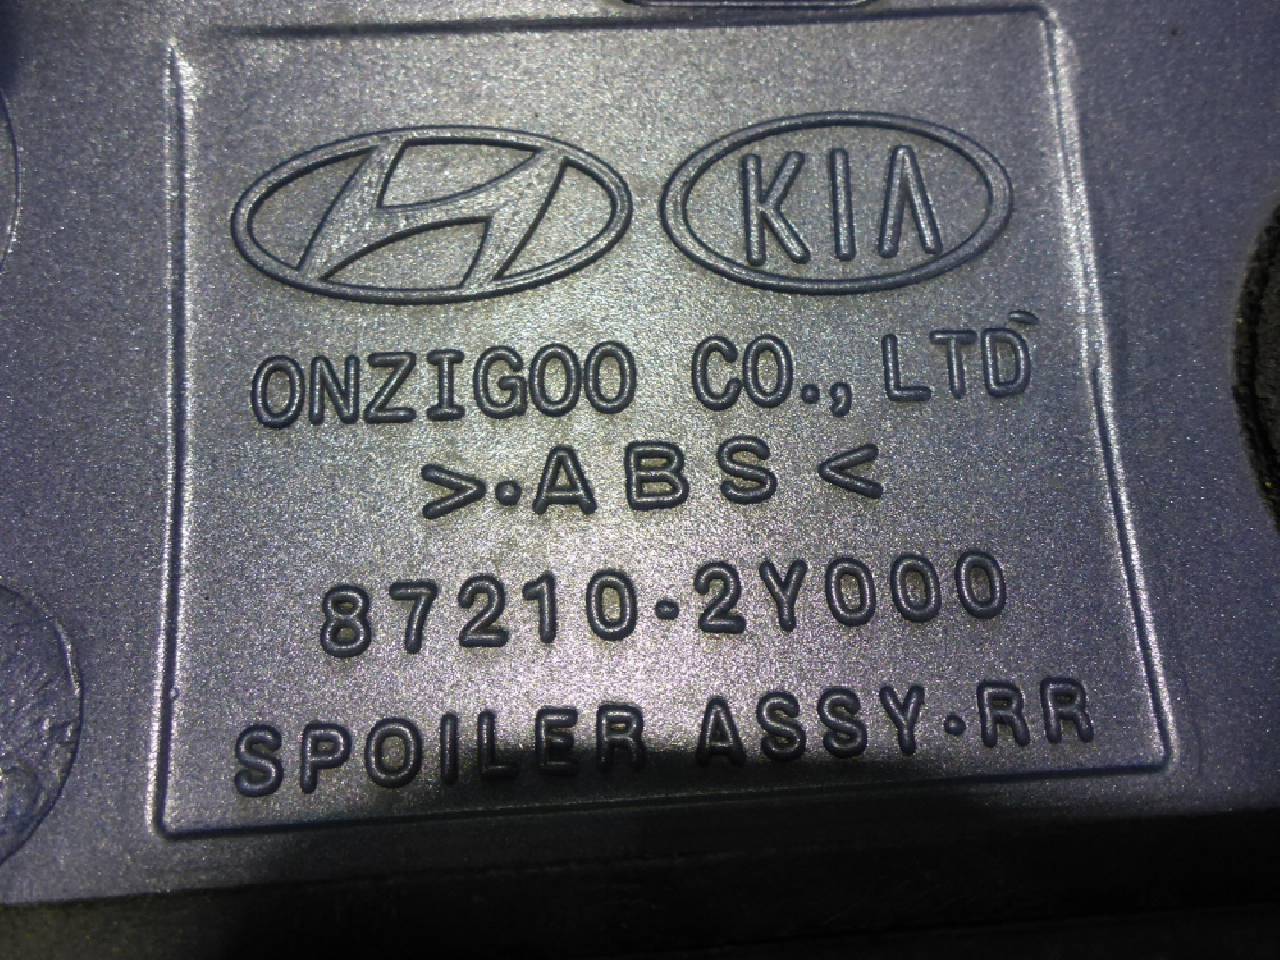 KIA
ONZIGOO CO., LTD
>·ABS<
87210-2Y000
SPOILER ASSY·RR